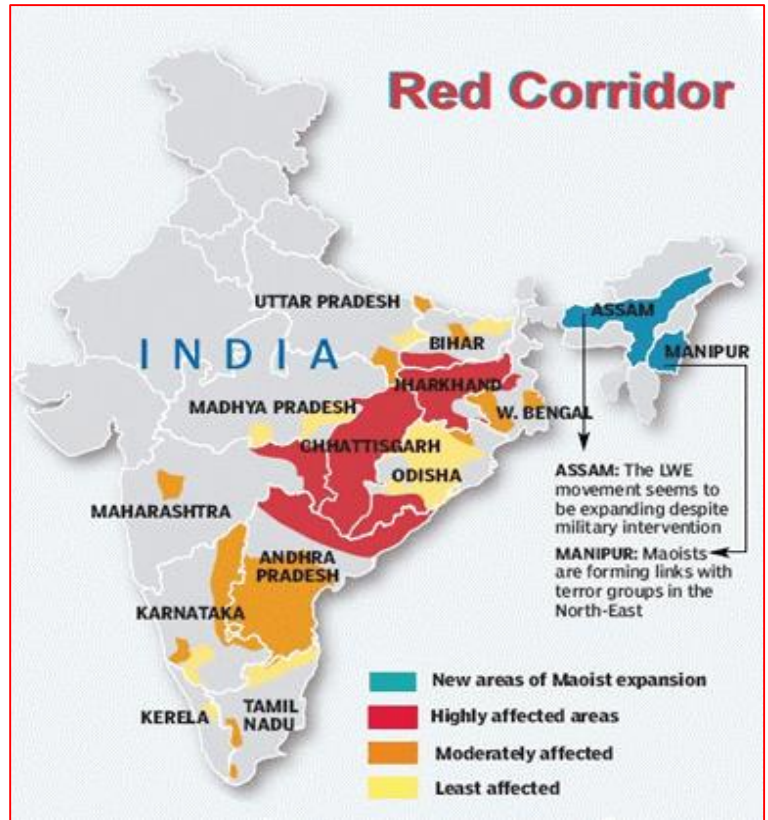 Red Corridor
UTTAR PRADESH
ASSAM
BIHAR
INDIA
MANIPUR
JHARKHAND
MADHYA PRADESH
W. BENGAL
CHHATTISGARH
ODISHA
MAHARASHTRA
ANDHRA
PRADESH
KARNATAKA
KERELA
TAMIL
NADU
ASSAM: The LWE
movement seems to
be expanding despite
military intervention
MANIPUR: Maoists
are forming links with
terror groups in the
North-East
New areas of Maoist expansion
Highly affected areas
Moderately affected
Least affected